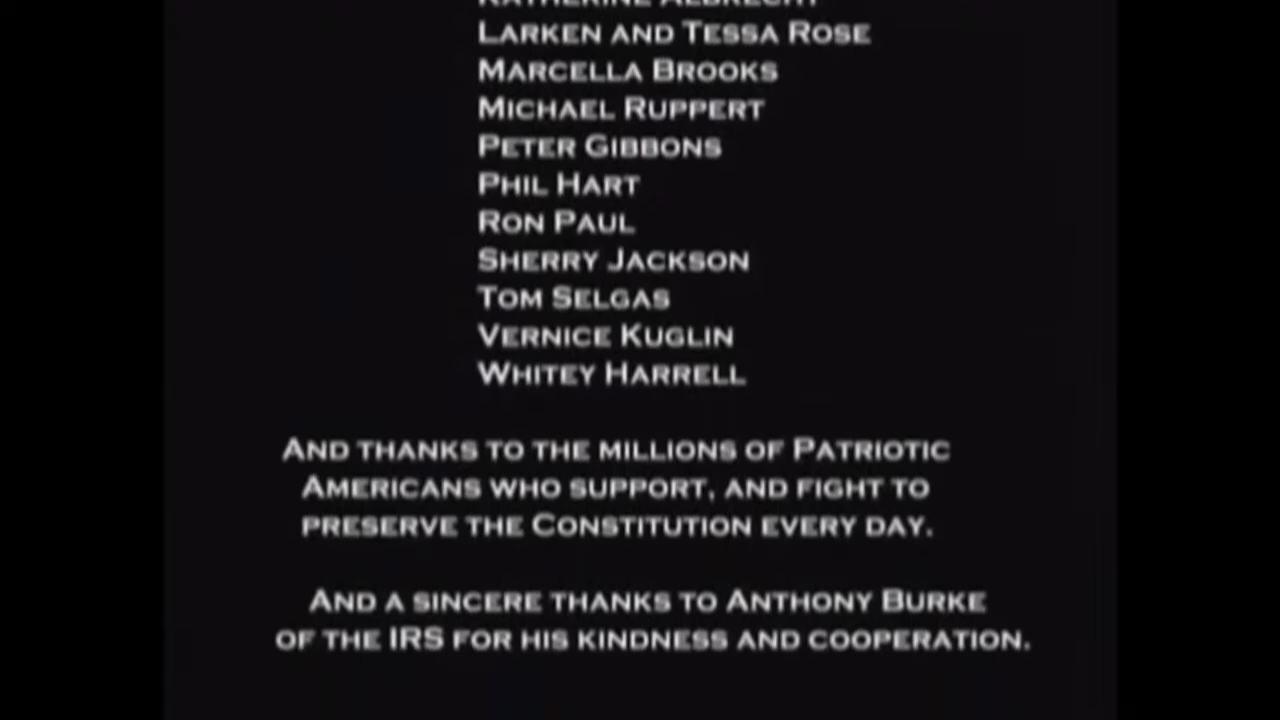 Katherine Albrecht
Larken and Tessa Rose
Marcella Brooks
Michael Ruppert
Peter Gibbons
Phil Hart
Ron Paul
Sherry Jackson
Tom Selgas
Vernice Kuglin
Whitey Harrell
And thanks to the millions of Patriotic
Americans who support, and fight to
preserve the Constitution every day.
And a sincere thanks to Anthony Burke
of the IRS for his kindness and cooperation.